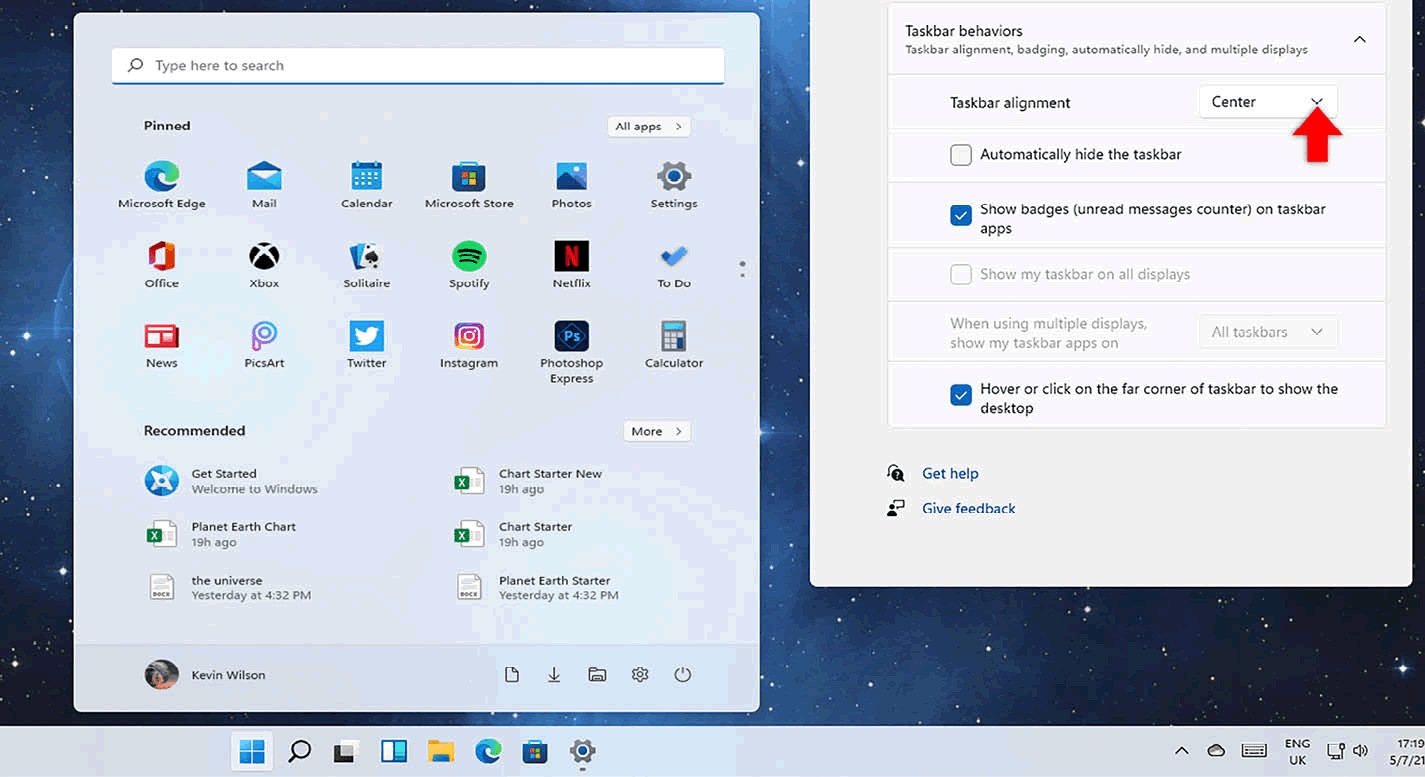 Type here to search
Pinned
All apps
Microsoft Edge
Mail
Calendar
Microsoft Store
Photos
Settings
Office
Xbox
Solitaire
Spotify
Netflix
To Do
News
PicsArt
Twitter
Instagram
Photoshop
Express
Calculator
Recommended
More
Get Started
Welcome to Windows
Chart Starter New
19h ago
Planet Earth Chart
19h ago
Chart Starter
19h ago
the universe
Yesterday at 4:32 PM
Planet Earth Starter
Yesterday at 4:32 PM
Kevin Wilson
Taskbar behaviors
Taskbar alignment, badging, automatically hide, and multiple displays
Taskbar alignment
Center
Automatically hide the taskbar
Show badges (unread messages counter) on taskbar
apps
Show my taskbar on all displays
When using multiple displays,
show my taskbar apps on
All taskbars
Hover or click on the far corner of taskbar to show the
desktop
Get help
Give feedback
ENG
UK
17:19
5/7/21